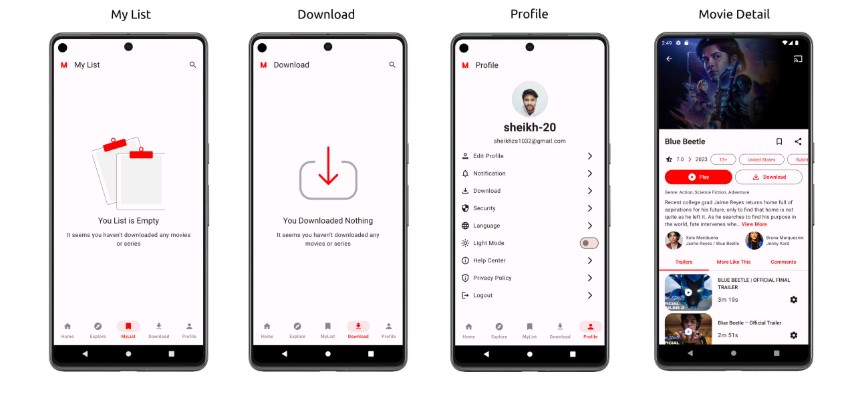 My List
Download
Profile
Movie Detail
M My List
You List is Empty
It seems you haven't downloaded any movies
or series
Home Explore MyList Download Profile
M Download
You Downloaded Nothing
It seems you haven't downloaded any
movies or series
Home Explore MyList Download Profile
M Profile
sheikh-20
sheikhzs1032@gmail.com
Edit Profile
Notification
Download
Security
Language
Light Mode
Help Center
Privacy Policy
Logout
Home Explore MyList Download Profile
2:49
Blue Beetle
7.0 2023 13+ United States
Play Download
Genre: Action, Science Fiction, Adventure
Recent college grad Jaime Reyes returns home full of
aspirations for his future, only to find that home is not
quite as he left it. As he searches to find his purpose in
the world, fate intervenes whe... View More
Xolo Maridueña
Jaime Reyes / Blue Beetle
Bruna Marquezine
Jenny Kord
Trailers More Like This Comments
BLUE BEETLE | OFFICIAL FINAL
TRAILER
3m 19s
Blue Beetle – Official Trailer
2m 51s